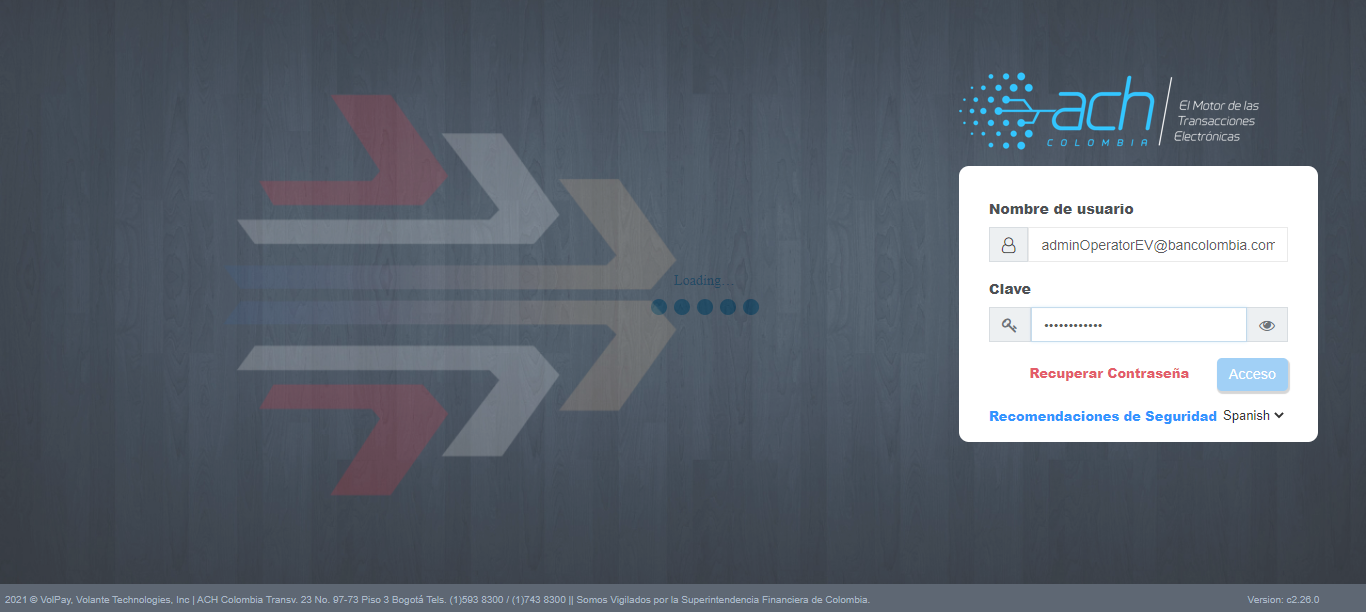 ach
COLOMBIA
El Motor de las
Transacciones
Electrónicas
Nombre de usuario
adminOperatorEV@bancolombia.com
Clave
••••••••••••
Recuperar Contraseña
Acceso
Recomendaciones de Seguridad Spanish
Loading...
2021 © VolPay, Volante Technologies, Inc | ACH Colombia Transv. 23 No. 97-73 Piso 3 Bogotá Tels. (1)593 8300 / (1)743 8300 || Somos Vigilados por la Superintendencia Financiera de Colombia.
Version: c2.26.0